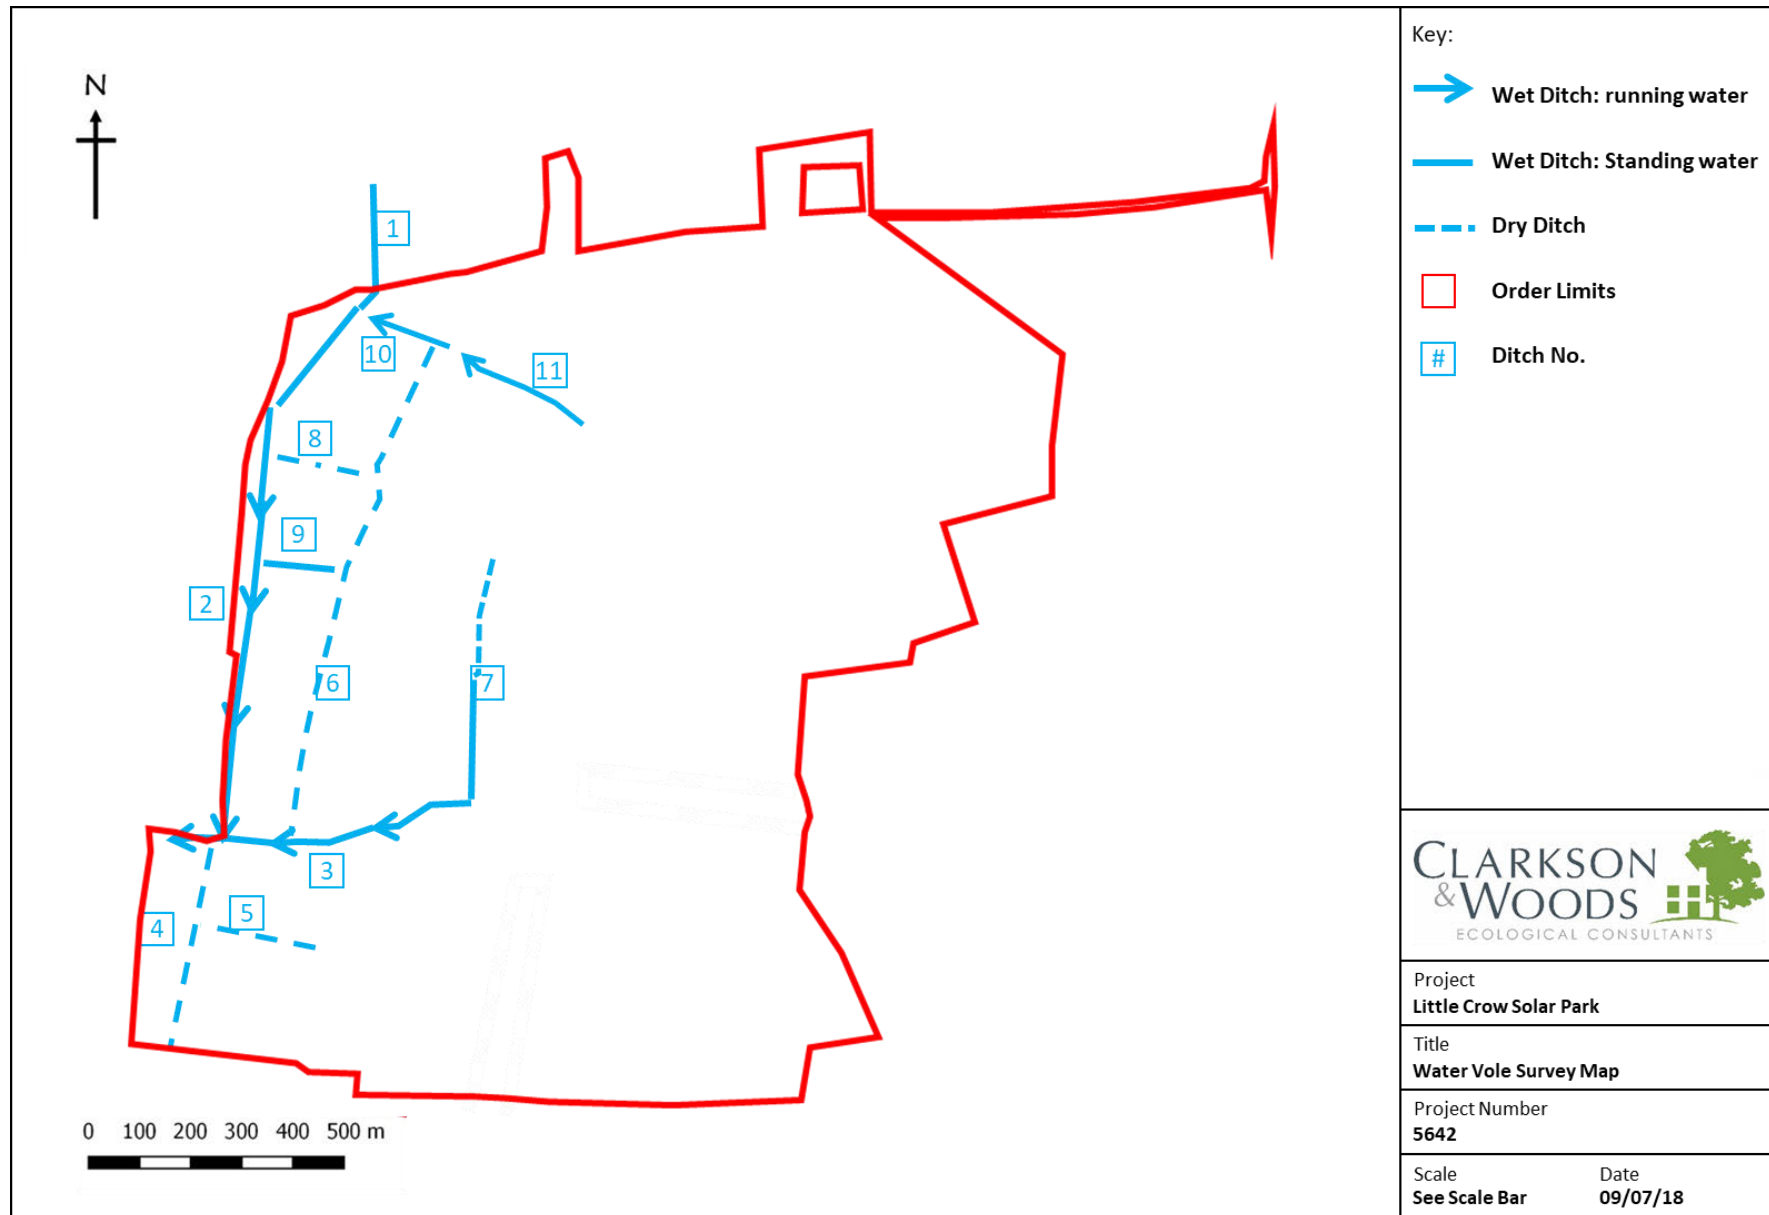 N
1
10
11
8
9
2
6
7
3
5
4
0 100 200 300 400 500 m
Key:
Wet Ditch: running water
Wet Ditch: Standing water
Dry Ditch
Order Limits
# Ditch No.
CLARKSON
& WOODS
ECOLOGICAL CONSULTANTS
Project
Little Crow Solar Park
Title
Water Vole Survey Map
Project Number
5642
Scale Date
See Scale Bar 09/07/18